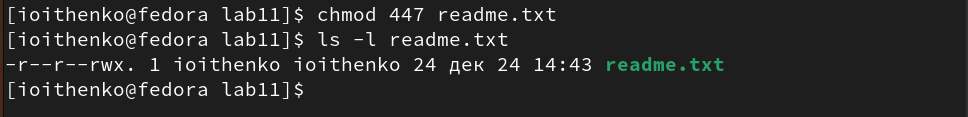 [ioithenko@fedora lab11]$ chmod 447 readme.txt
[ioithenko@fedora lab11]$ ls -l readme.txt
-r--r--rwx. 1 ioithenko ioithenko 24 дек 24 14:43 readme.txt
[ioithenko@fedora lab11]$